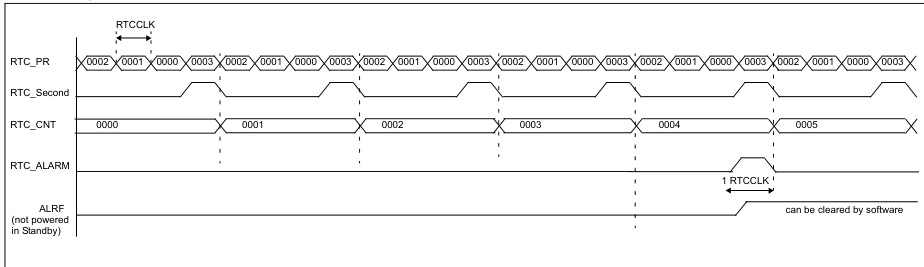 RTCCLK
RTC_PR 0002 0001 0000 0003 0002 0001 0000 0003 0002 0001 0000 0003 0002 0001 0000 0003 0002 0001 0000 0003 0002 0001 0000 0003
RTC_Second
RTC_CNT 0000 0001 0002 0003 0004 0005
RTC_ALARM
1 RTCCLK
ALRF
(not powered
in Standby)
can be cleared by software